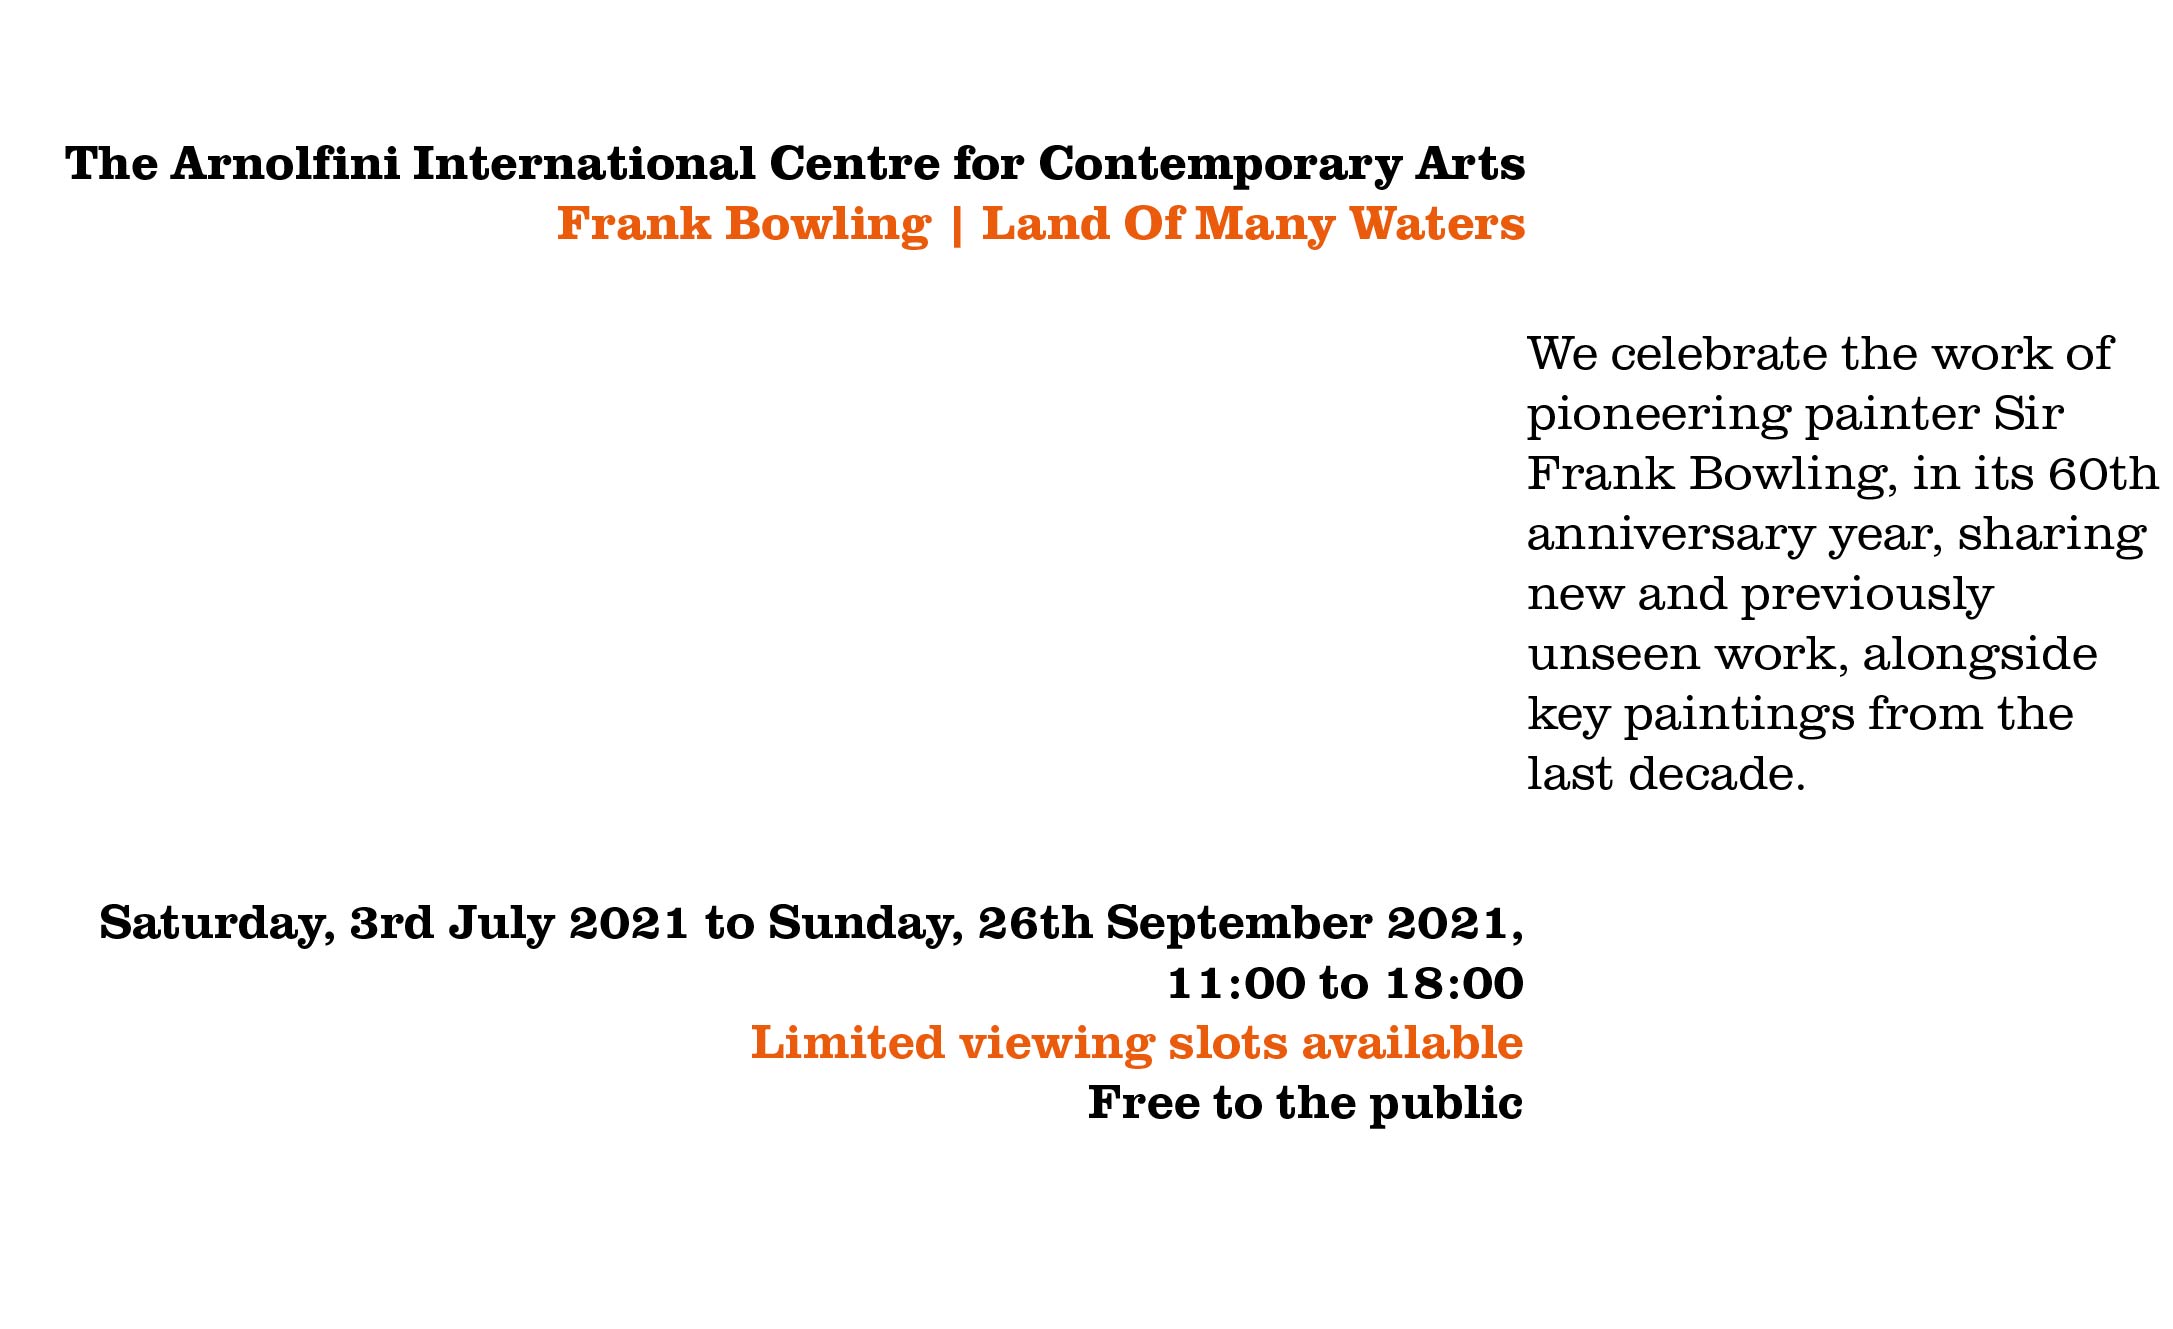 The Arnolfini International Centre for Contemporary Arts
Frank Bowling | Land Of Many Waters
We celebrate the work of
pioneering painter Sir
Frank Bowling, in its 60th
anniversary year, sharing
new and previously
unseen work, alongside
key paintings from the
last decade.
Saturday, 3rd July 2021 to Sunday, 26th September 2021,
11:00 to 18:00
Limited viewing slots available
Free to the public